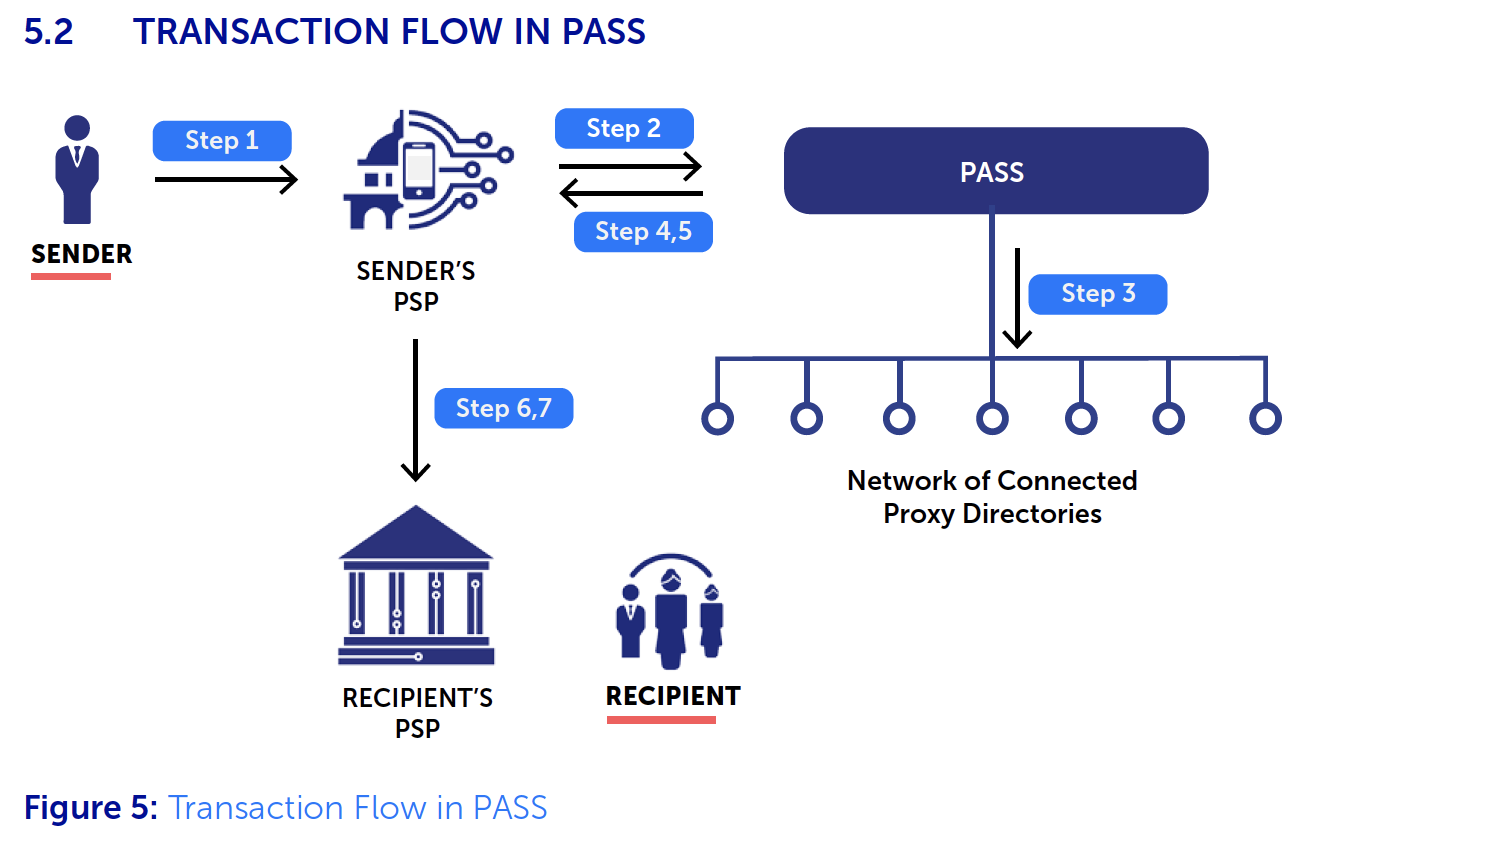 5.2 TRANSACTION FLOW IN PASS
Step 1
Step 2
PASS
Step 4,5
SENDER
SENDER'S
PSP
Step 3
Step 6,7
Network of Connected
Proxy Directories
RECIPIENT'S
PSP
RECIPIENT
Figure 5: Transaction Flow in PASS